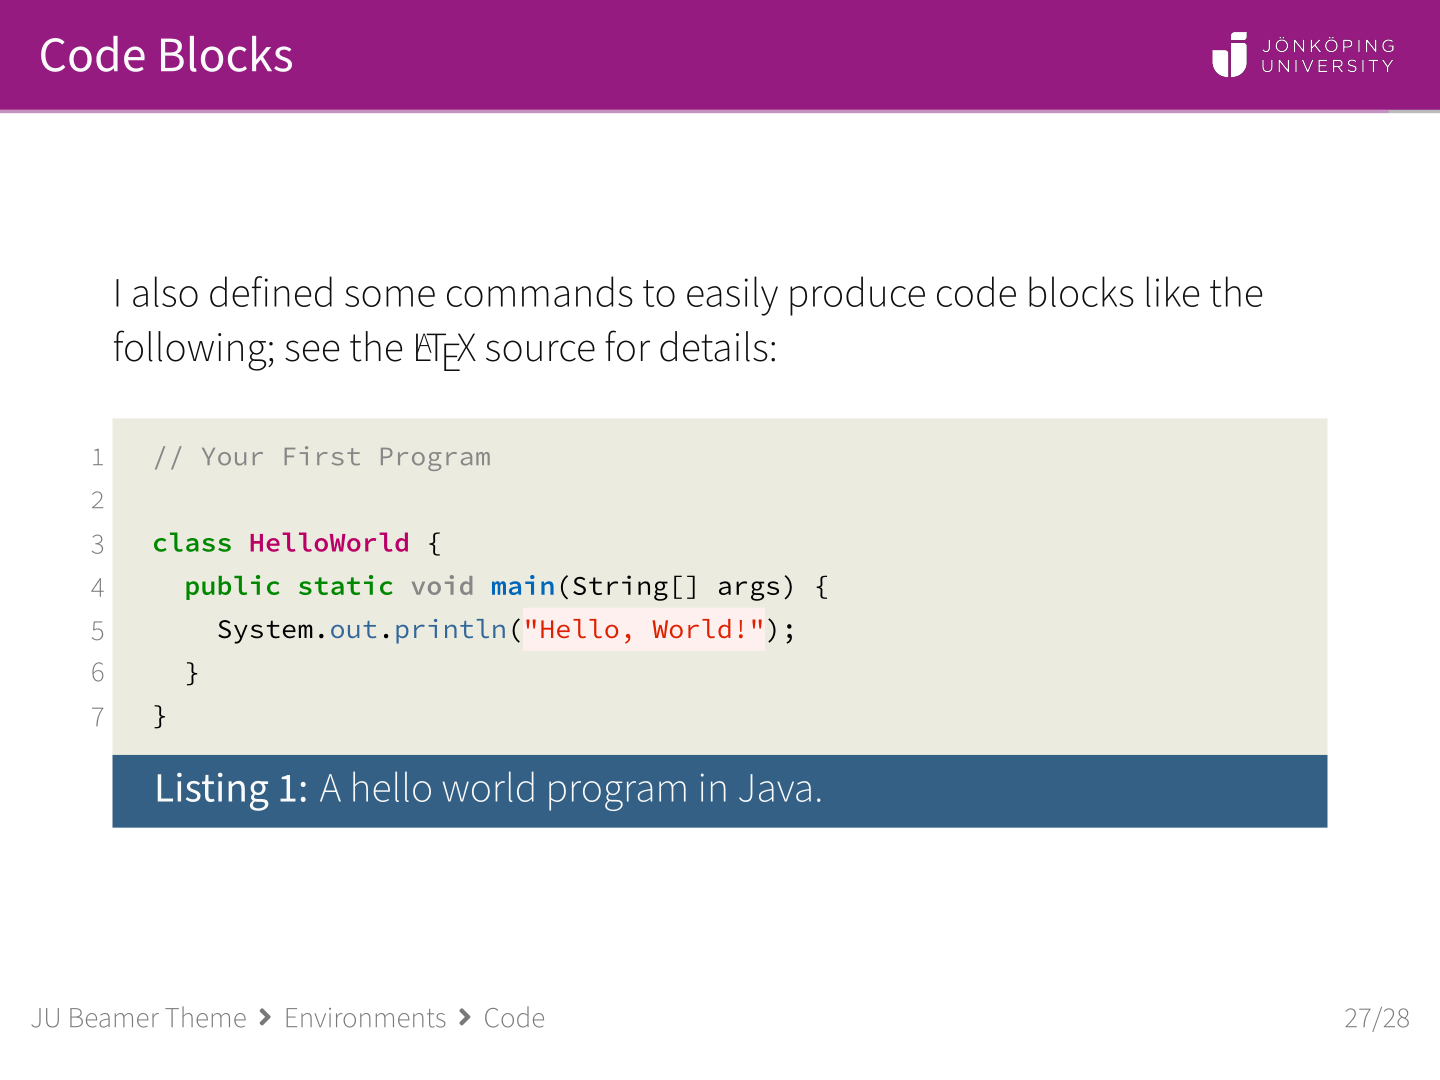 Code Blocks
JÖNKÖPING
UNIVERSITY
I also defined some commands to easily produce code blocks like the
following; see the LATEX source for details:
1 // Your First Program
2
3 class HelloWorld {
4   public static void main(String[] args) {
5     System.out.println("Hello, World!");
6   }
7 }
Listing 1: A hello world program in Java.
JU Beamer Theme > Environments > Code
27/28